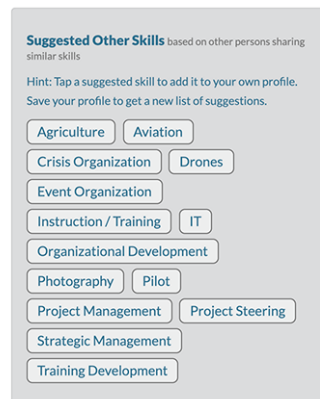 Suggested Other Skills based on other persons sharing
similar skills
Hint: Tap a suggested skill to add it to your own profile.
Save your profile to get a new list of suggestions.
Agriculture Aviation
Crisis Organization Drones
Event Organization
Instruction / Training IT
Organizational Development
Photography Pilot
Project Management Project Steering
Strategic Management
Training Development